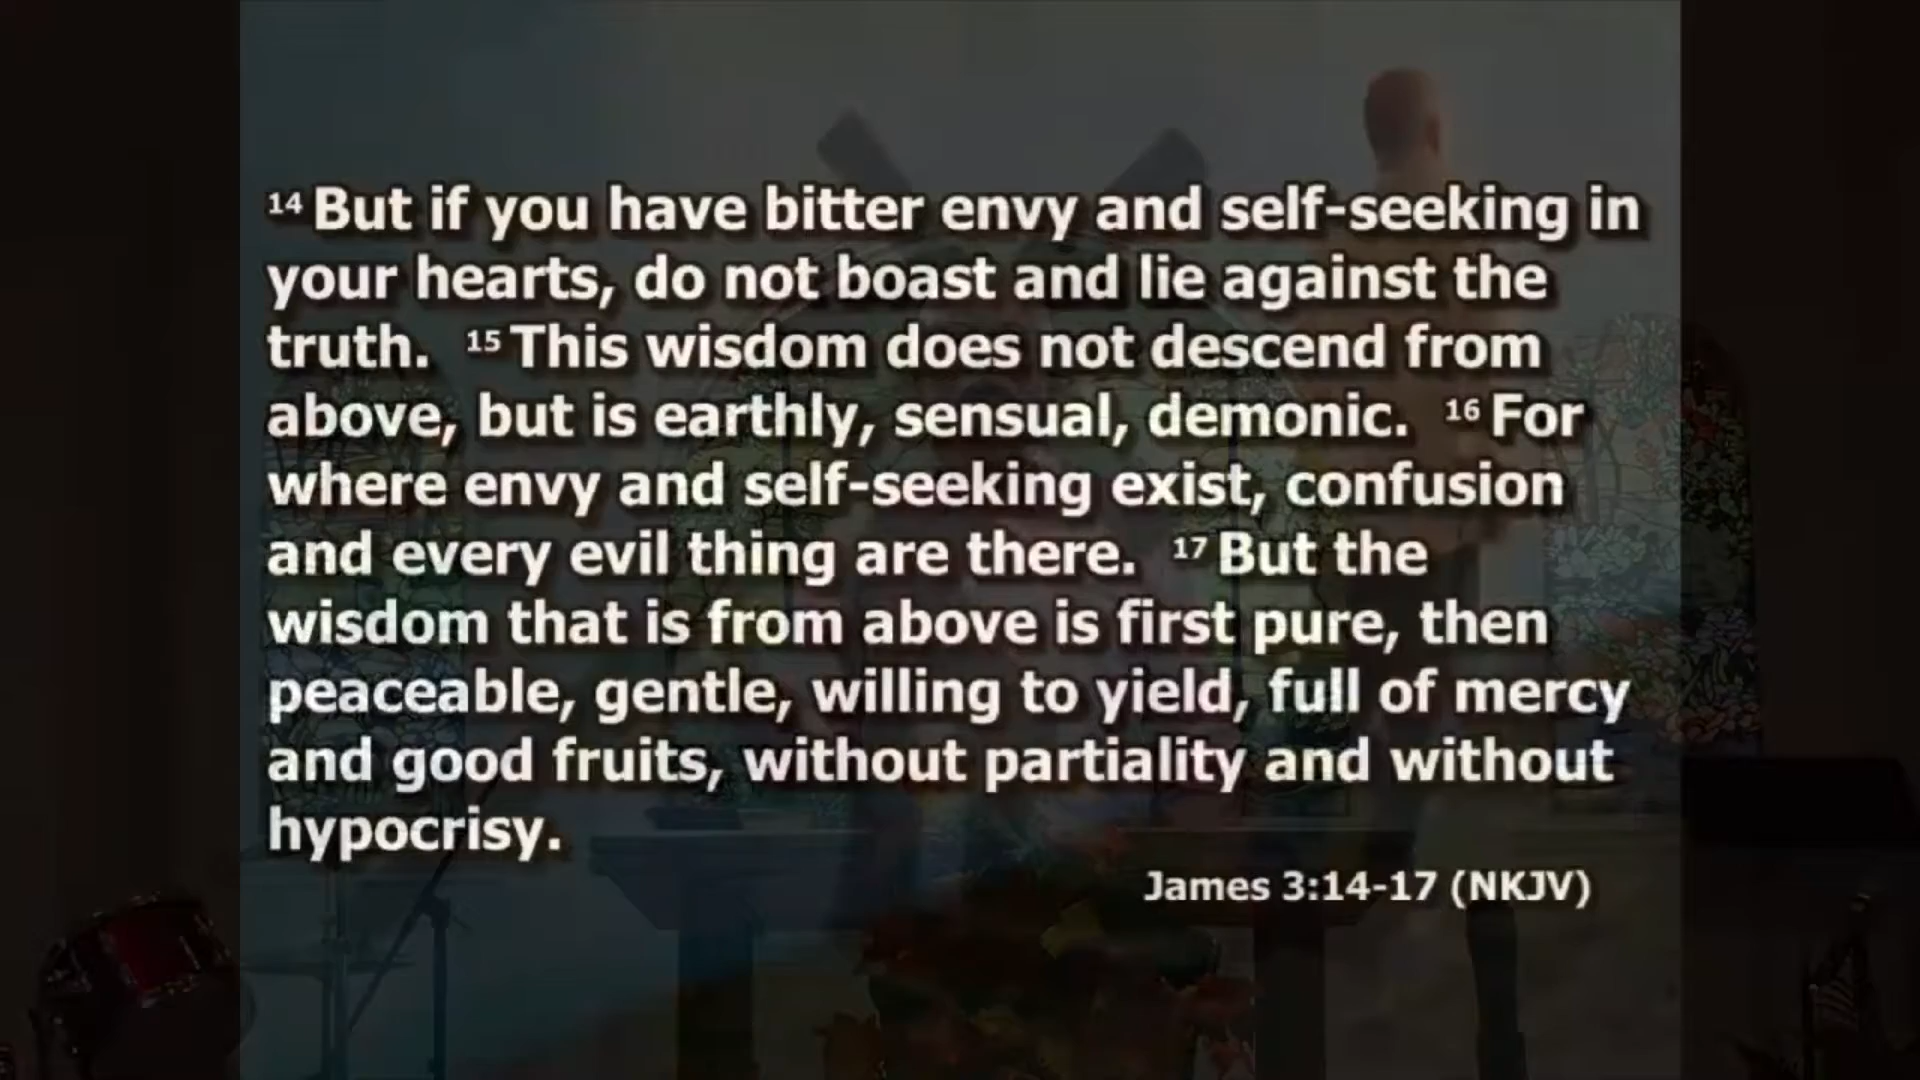 14 But if you have bitter envy and self-seeking in
your hearts, do not boast and lie against the
truth. 15 This wisdom does not descend from
above, but is earthly, sensual, demonic. 16 For
where envy and self-seeking exist, confusion
and every evil thing are there. 17 But the
wisdom that is from above is first pure, then
peaceable, gentle, willing to yield, full of mercy
and good fruits, without partiality and without
hypocrisy.
James 3:14-17 (NKJV)